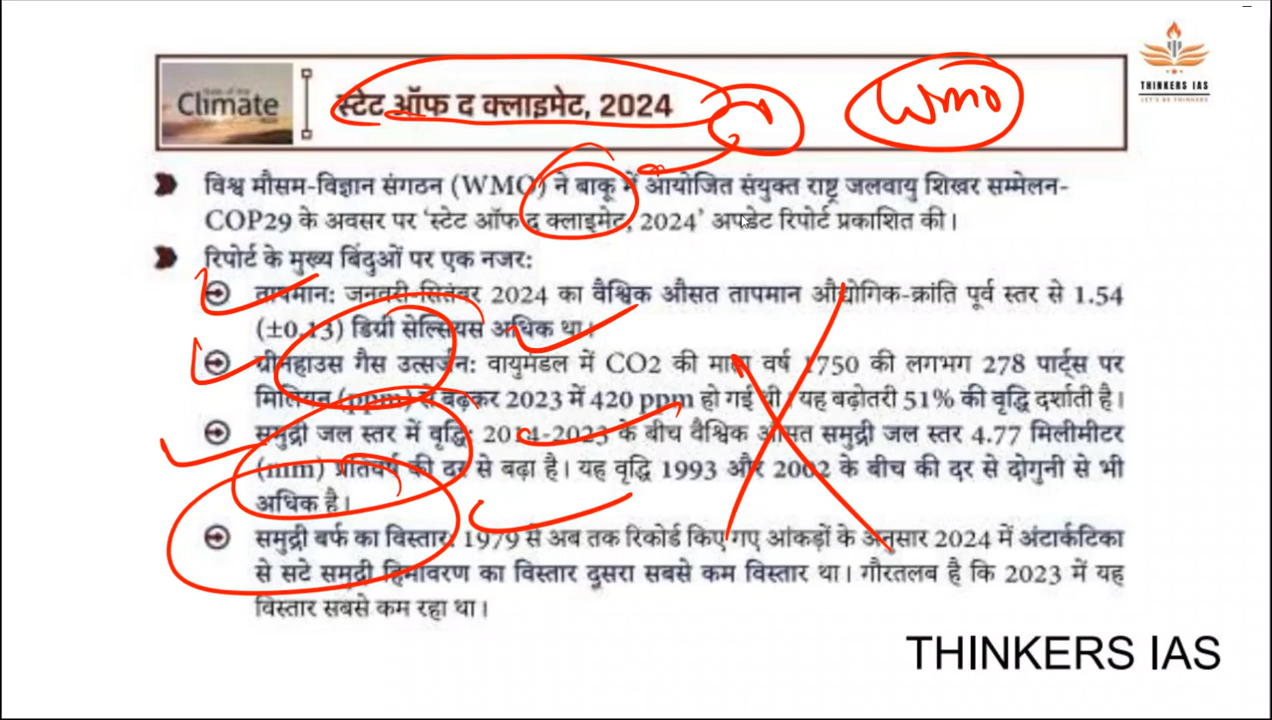 State of the
Climate
स्टेट ऑफ द क्लाइमेट, 2024
WMO
THINKERS IAS
LET'S BE THINKERS
विश्व मौसम-विज्ञान संगठन (WMO) ने बाकू में आयोजित संयुक्त राष्ट्र जलवायु शिखर सम्मेलन-
COP29 के अवसर पर ‘स्टेट ऑफ द क्लाइमेट, 2024’ अपडेट रिपोर्ट प्रकाशित की।
रिपोर्ट के मुख्य बिंदुओं पर एक नजर:
तापमान: जनवरी-सितंबर 2024 का वैश्विक औसत तापमान औद्योगिक-क्रांति पूर्व स्तर से 1.54
(±0.13) डिग्री सेल्सियस अधिक था।
ग्रीनहाउस गैस उत्सर्जन: वायुमंडल में CO2 की मात्रा वर्ष 1750 की लगभग 278 पार्ट्स पर
मिलियन (ppm) से बढ़कर 2023 में 420 ppm हो गई थी। यह बढ़ोतरी 51% की वृद्धि दर्शाती है।
समुद्री जल स्तर में वृद्धि: 2014-2023 के बीच वैश्विक औसत समुद्री जल स्तर 4.77 मिलीमीटर
(mm) प्रतिवर्ष की दर से बढ़ा है। यह वृद्धि 1993 और 2002 के बीच की दर से दोगुनी से भी
अधिक है।
समुद्री बर्फ का विस्तार: 1979 से अब तक रिकॉर्ड किए गए आंकड़ों के अनुसार 2024 में अंटार्कटिका
से सटे समुद्री हिमावरण का विस्तार दूसरा सबसे कम विस्तार था। गौरतलब है कि 2023 में यह
विस्तार सबसे कम रहा था।
THINKERS IAS